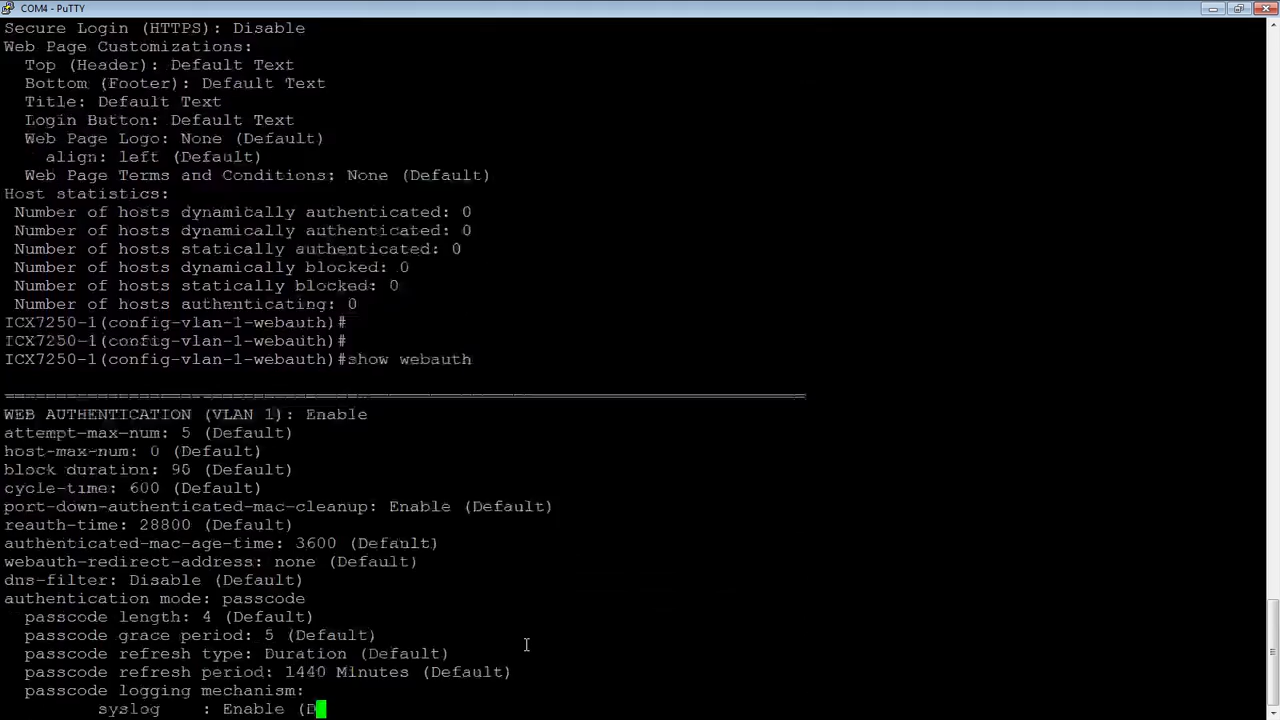 COM4 - PuTTY
Secure Login (HTTPS): Disable
Web Page Customizations:
Top (Header): Default Text
Bottom (Footer): Default Text
Title: Default Text
Login Button: Default Text
Web Page Logo: None (Default)
align: left (Default)
Web Page Terms and Conditions: None (Default)
Host statistics:
Number of hosts dynamically authenticated: 0
Number of hosts dynamically authenticated: 0
Number of hosts statically authenticated: 0
Number of hosts dynamically blocked: 0
Number of hosts statically blocked: 0
Number of hosts authenticating: 0
ICX7250-1(config-vlan-1-webauth)#
ICX7250-1(config-vlan-1-webauth)#
ICX7250-1(config-vlan-1-webauth)#show webauth
==============================================================================
WEB AUTHENTICATION (VLAN 1): Enable
attempt-max-num: 5 (Default)
host-max-num: 0 (Default)
block duration: 90 (Default)
cycle-time: 600 (Default)
port-down-authenticated-mac-cleanup: Enable (Default)
reauth-time: 28800 (Default)
authenticated-mac-age-time: 3600 (Default)
webauth-redirect-address: none (Default)
dns-filter: Disable (Default)
authentication mode: passcode
passcode length: 4 (Default)
passcode grace period: 5 (Default)
passcode refresh type: Duration (Default)
passcode refresh period: 1440 Minutes (Default)
passcode logging mechanism:
syslog : Enable (D